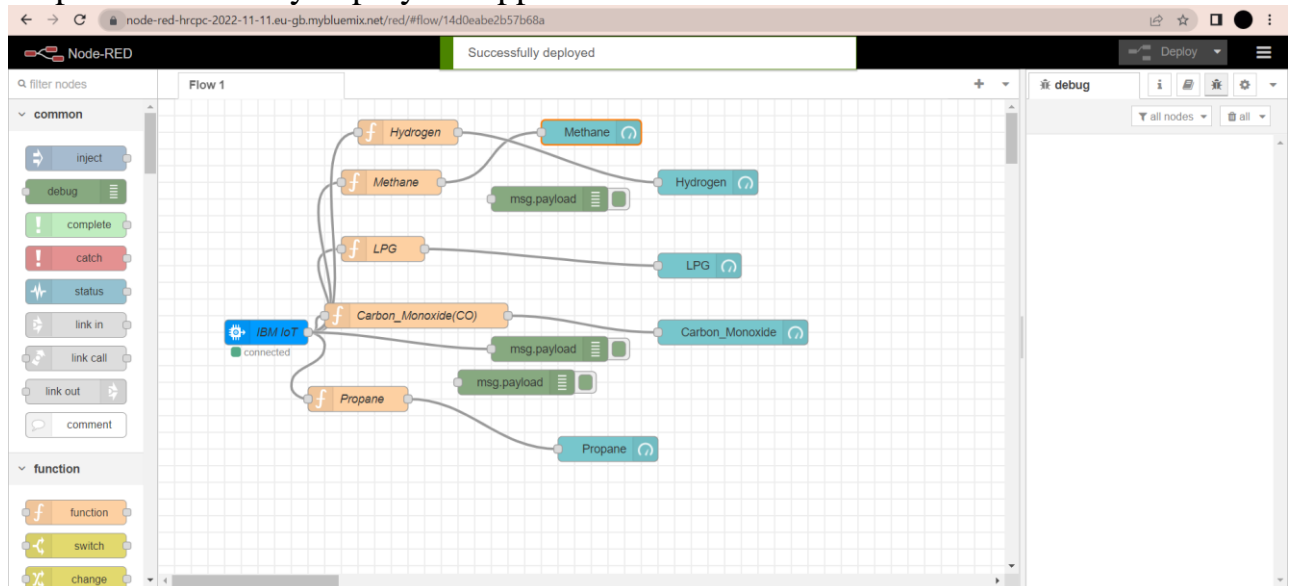 node-red-hrcpc-2022-11-11.eu-gb.mybluemix.net/red/#flow/14d0eabe2b57b68a
Node-RED
Successfully deployed
Deploy
filter nodes
Flow 1
debug
i
all nodes
all
common
inject
debug
complete
catch
status
link in
link call
link out
comment
function
function
switch
change
Hydrogen
Methane
Methane
Hydrogen
msg.payload
LPG
LPG
Carbon_Monoxide(CO)
IBM IoT
connected
Carbon_Monoxide
msg.payload
msg.payload
Propane
Propane